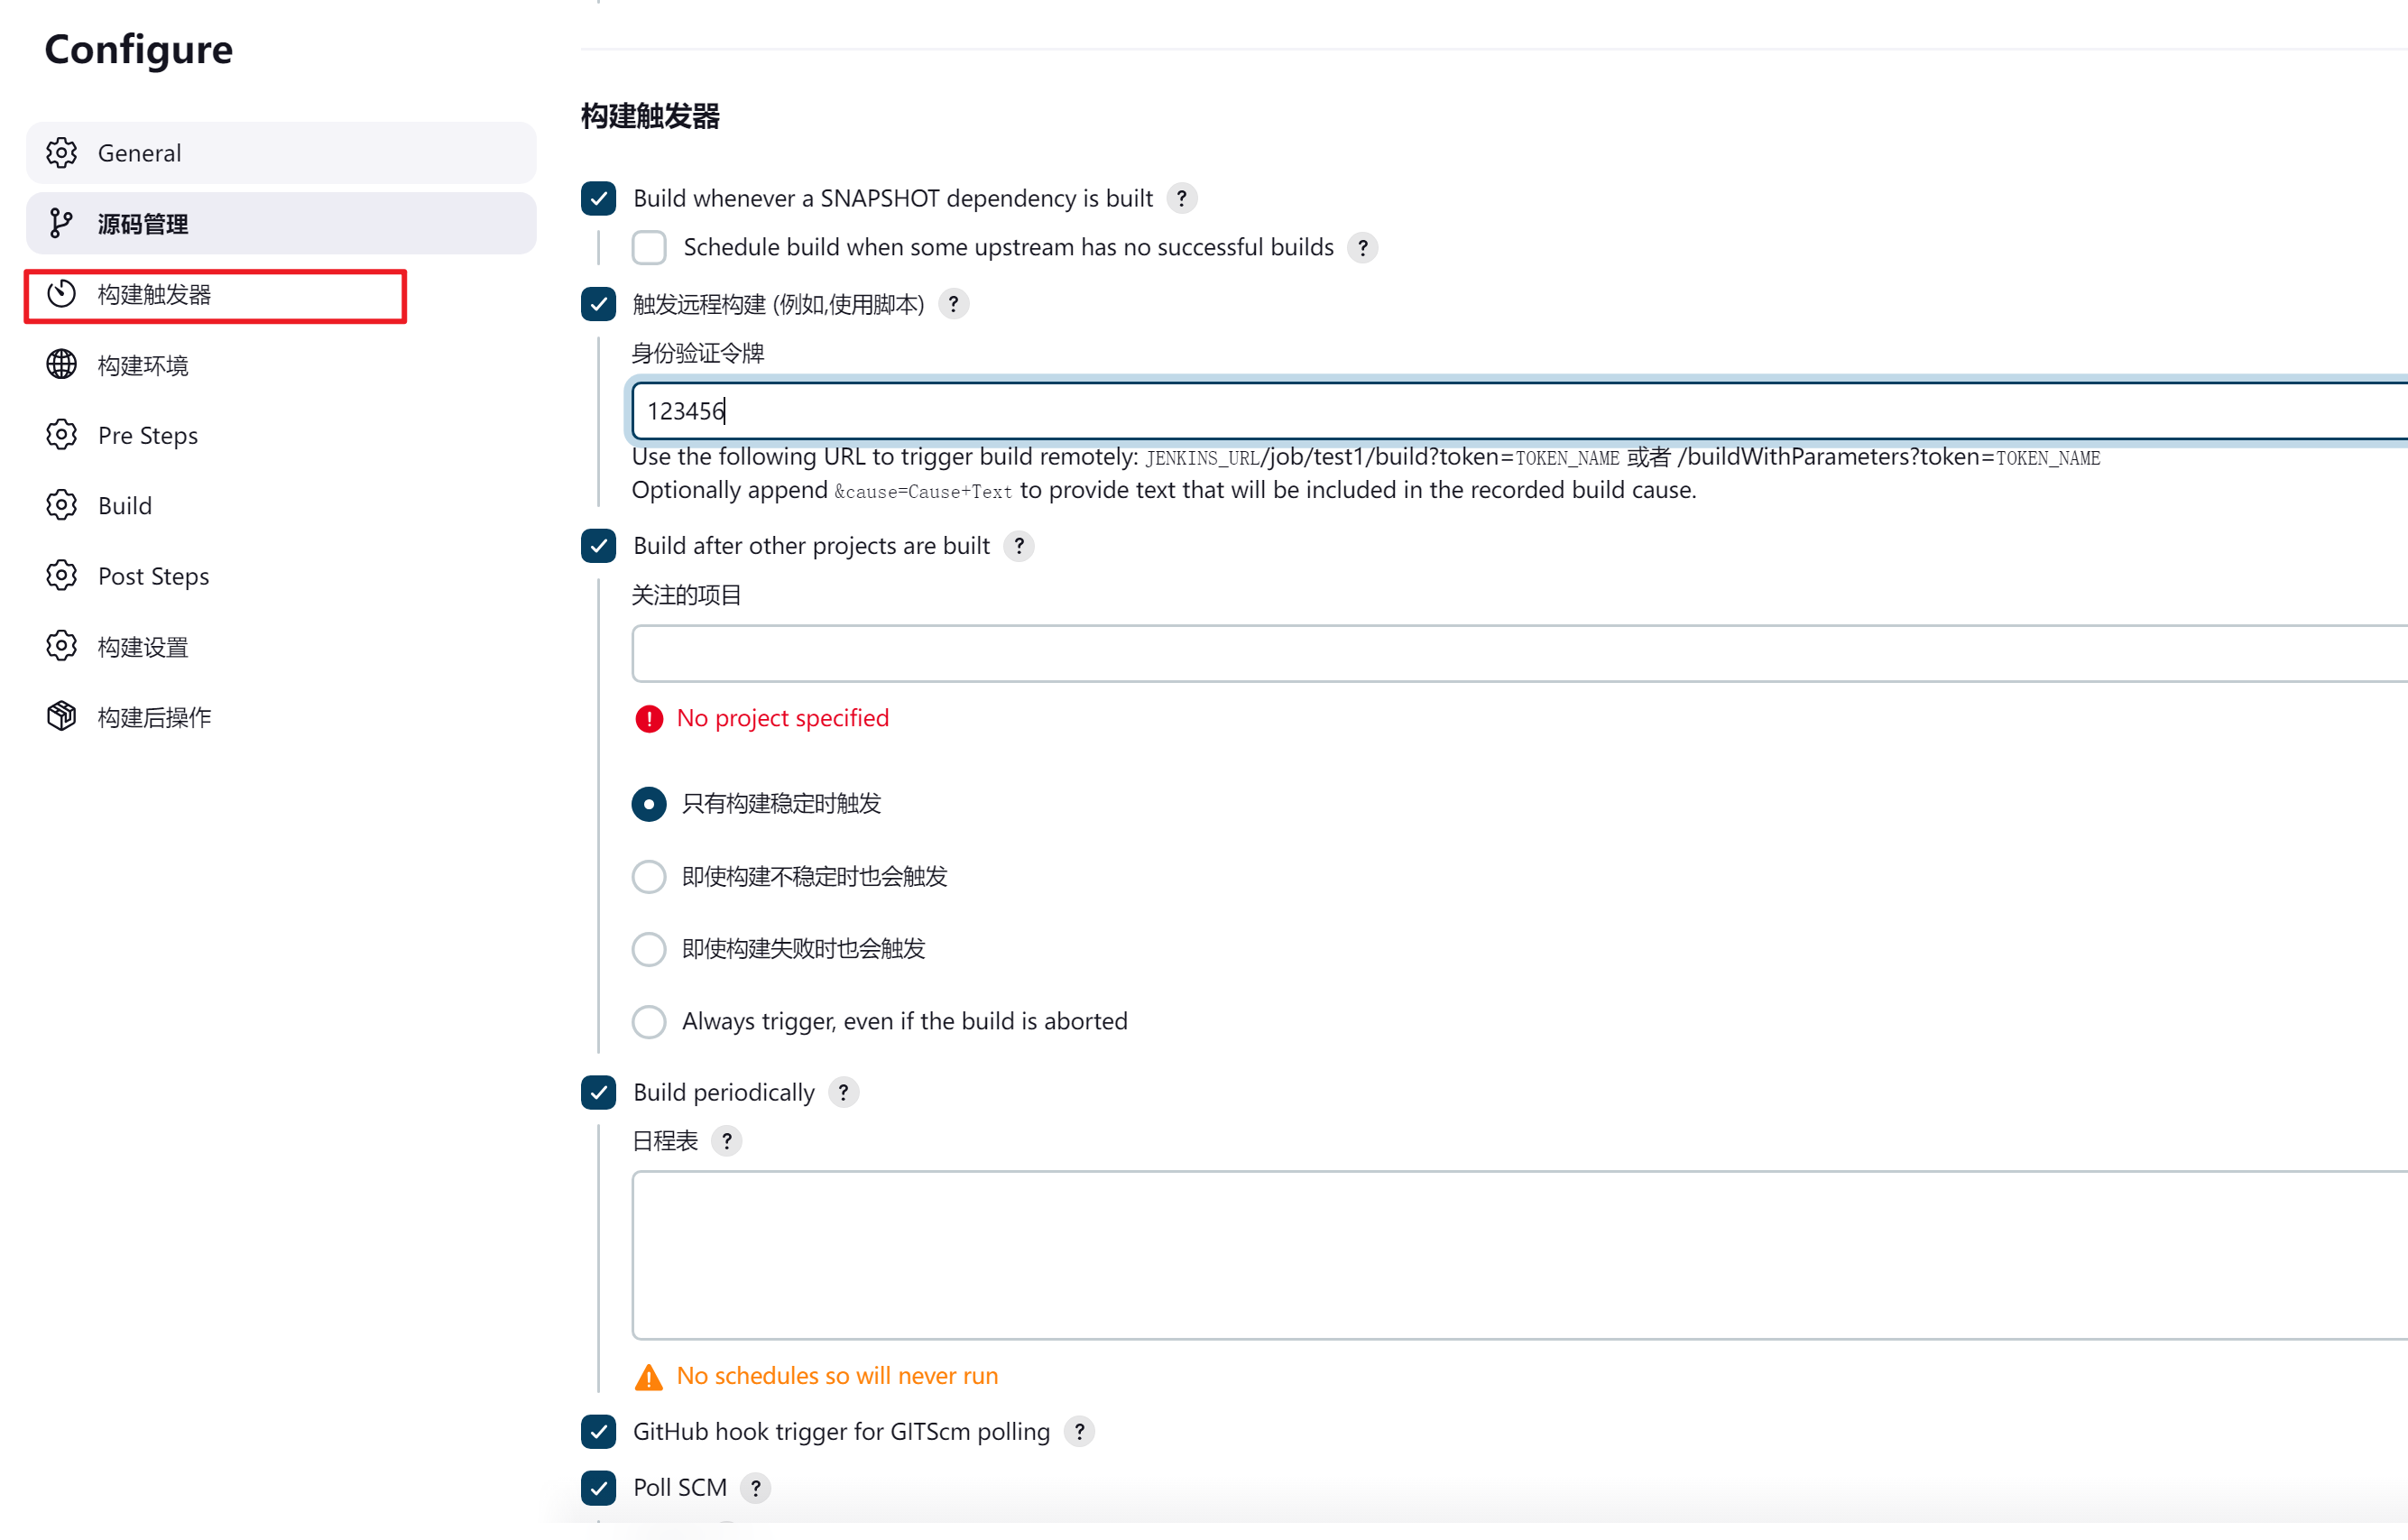 Configure
General
源码管理
构建触发器
构建环境
Pre Steps
Build
Post Steps
构建设置
构建后操作
构建触发器
Build whenever a SNAPSHOT dependency is built ?
Schedule build when some upstream has no successful builds ?
触发远程构建 (例如,使用脚本) ?
身份验证令牌
123456
Use the following URL to trigger build remotely: JENKINS_URL/job/test1/build?token=TOKEN_NAME 或者 /buildWithParameters?token=TOKEN_NAME
Optionally append &cause=Cause+Text to provide text that will be included in the recorded build cause.
Build after other projects are built ?
关注的项目
No project specified
只有构建稳定时触发
即使构建不稳定时也会触发
即使构建失败时也会触发
Always trigger, even if the build is aborted
Build periodically ?
日程表 ?
No schedules so will never run
GitHub hook trigger for GITScm polling ?
Poll SCM ?